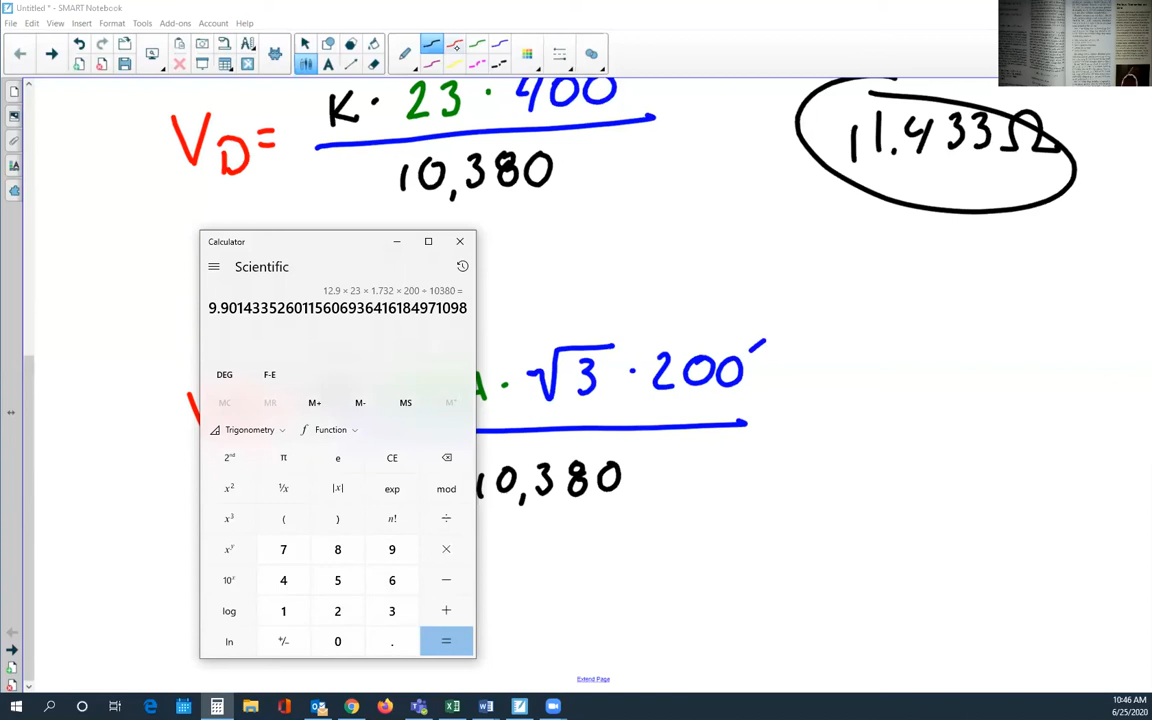 Untitled * - SMART Notebook
File Edit View Insert Format Tools Add-ons Account Help
K · 23 · 400
V_D =
10,380
11.433Ω
Calculator
Scientific
12.9 × 23 × 1.732 × 200 ÷ 10380 =
9.9014335260115606936416184971098
DEG F-E
MC MR M+ M- MS M˅
Trigonometry Function
2ⁿᵈ π e CE
x² ¹/x |x| exp mod
x³ ( ) n! ÷
xʸ 7 8 9 ×
10ˣ 4 5 6 −
log 1 2 3 +
ln +/− 0 . =
· √3 · 200′
10,380
Extend Page
10:46 AM
6/25/2020